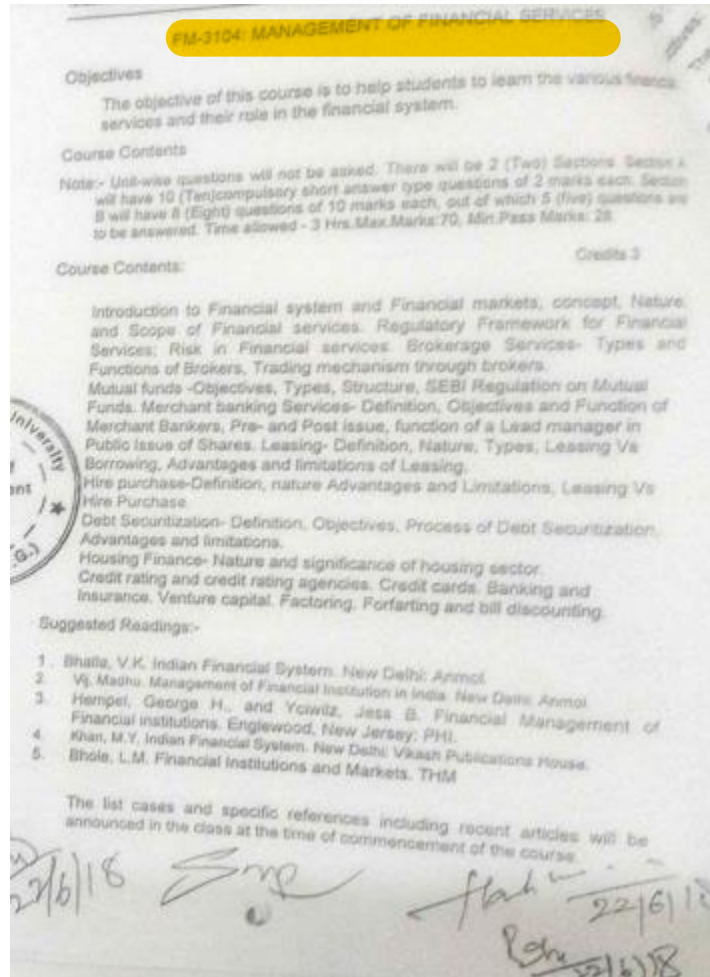 FM-3104: MANAGEMENT OF FINANCIAL SERVICES
Objectives
The objective of this course is to help students to learn the various
services and their role in the financial system.
Course Contents
Note:- Unit-wise questions will not be asked. There will be 2 (Two) Sections. Section A
will have 10 (Ten)compulsory short answer type questions of 2 marks each. Section
B will have 8 (Eight) questions of 10 marks each, out of which 5 (five) questions are
to be answered. Time allowed - 3 Hrs.Max.Marks:70, Min.Pass Marks: 28
Credits 3
Course Contents:
Introduction to Financial system and Financial markets, concept, Nature
and Scope of Financial services. Regulatory Framework for Financial
Services; Risk in Financial services. Brokerage Services- Types and
Functions of Brokers, Trading mechanism through brokers.
Mutual funds -Objectives, Types, Structure, SEBI Regulation on Mutual
Funds. Merchant banking Services- Definition, Objectives and Function of
Merchant Bankers, Pre- and Post issue, function of a Lead manager in
Public Issue of Shares. Leasing- Definition, Nature, Types, Leasing Vs
Borrowing, Advantages and limitations of Leasing.
Hire purchase-Definition, nature Advantages and Limitations, Leasing Vs
Hire Purchase.
Debt Securitization- Definition, Objectives, Process of Debt Securitization,
Advantages and limitations.
Housing Finance- Nature and significance of housing sector.
Credit rating and credit rating agencies. Credit cards. Banking and
Insurance. Venture capital. Factoring. Forfarting and bill discounting.
Suggested Readings:-
1. Bhalla, V.K. Indian Financial System. New Delhi: Anmol.
2. Vij, Madhu. Management of Financial Institution in India. New Delhi: Anmol.
3. Hempel, George H., and Yciwitz, Jess B. Financial Management of
Financial institutions. Englewood, New Jersey: PHI.
4. Khan, M.Y. Indian Financial System. New Delhi: Vikash Publications House.
5. Bhole, L.M. Financial Institutions and Markets. THM
The list cases and specific references including recent articles will be
announced in the class at the time of commencement of the course.
22/6/18
22/6/18